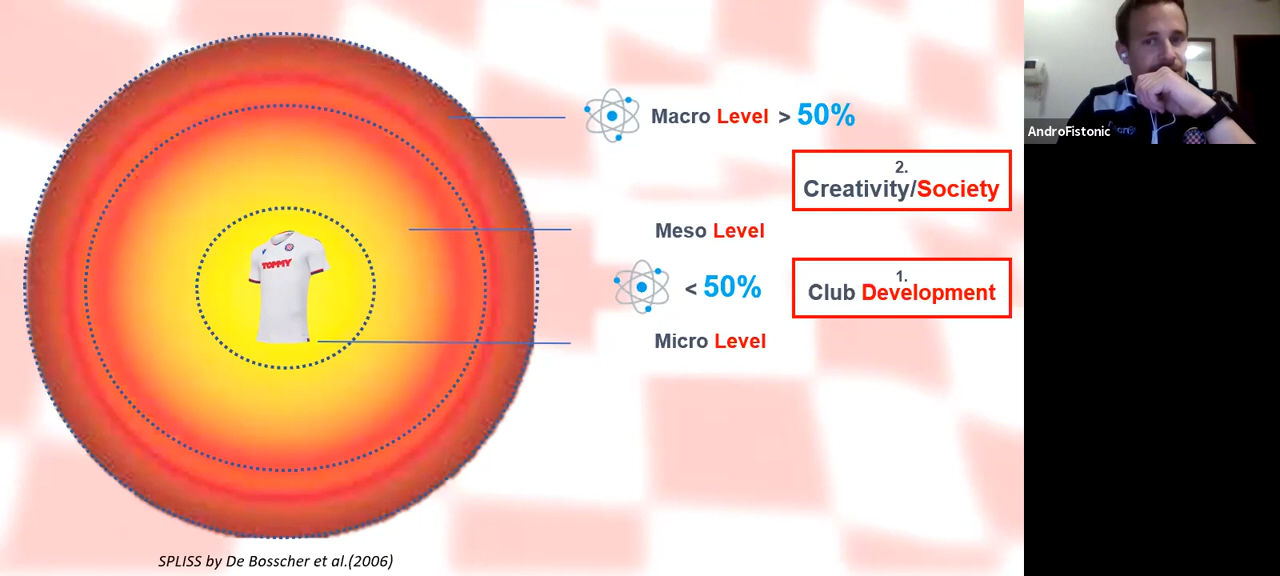 Macro Level > 50%
2.
Creativity/Society
Meso Level
< 50%
1.
Club Development
Micro Level
TOMMY
SPLISS by De Bosscher et al.(2006)
AndroFistonic